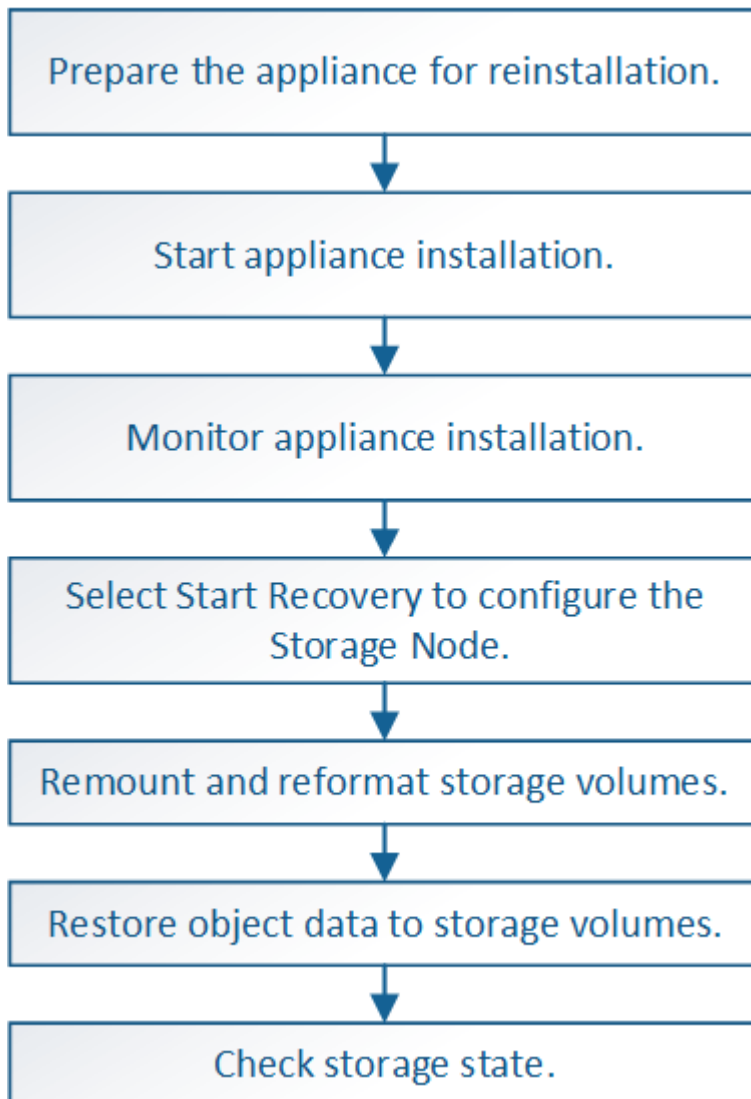 Prepare the appliance for reinstallation.
Start appliance installation.
Monitor appliance installation.
Select Start Recovery to configure the
Storage Node.
Remount and reformat storage volumes.
Restore object data to storage volumes.
Check storage state.